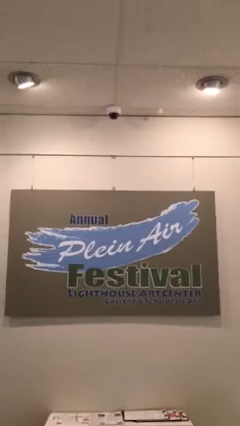 Annual
Plein Air
Festival
LIGHTHOUSE ARTCENTER
GALLERY & SCHOOL OF ART